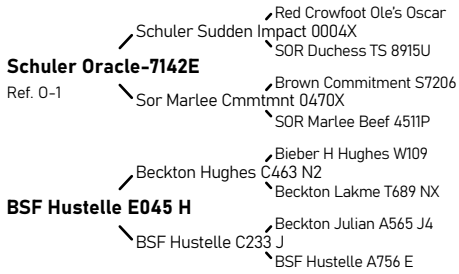 Red Crowfoot Ole's Oscar
Schuler Sudden Impact 0004X
SOR Duchess TS 8915U
Schuler Oracle-7142E
Ref. O-1
Brown Commitment S7206
Sor Marlee Cmmtmnt 0470X
SOR Marlee Beef 4511P
Bieber H Hughes W109
Beckton Hughes C463 N2
Beckton Lakme T689 NX
BSF Hustelle E045 H
Beckton Julian A565 J4
BSF Hustelle C233 J
BSF Hustelle A756 E